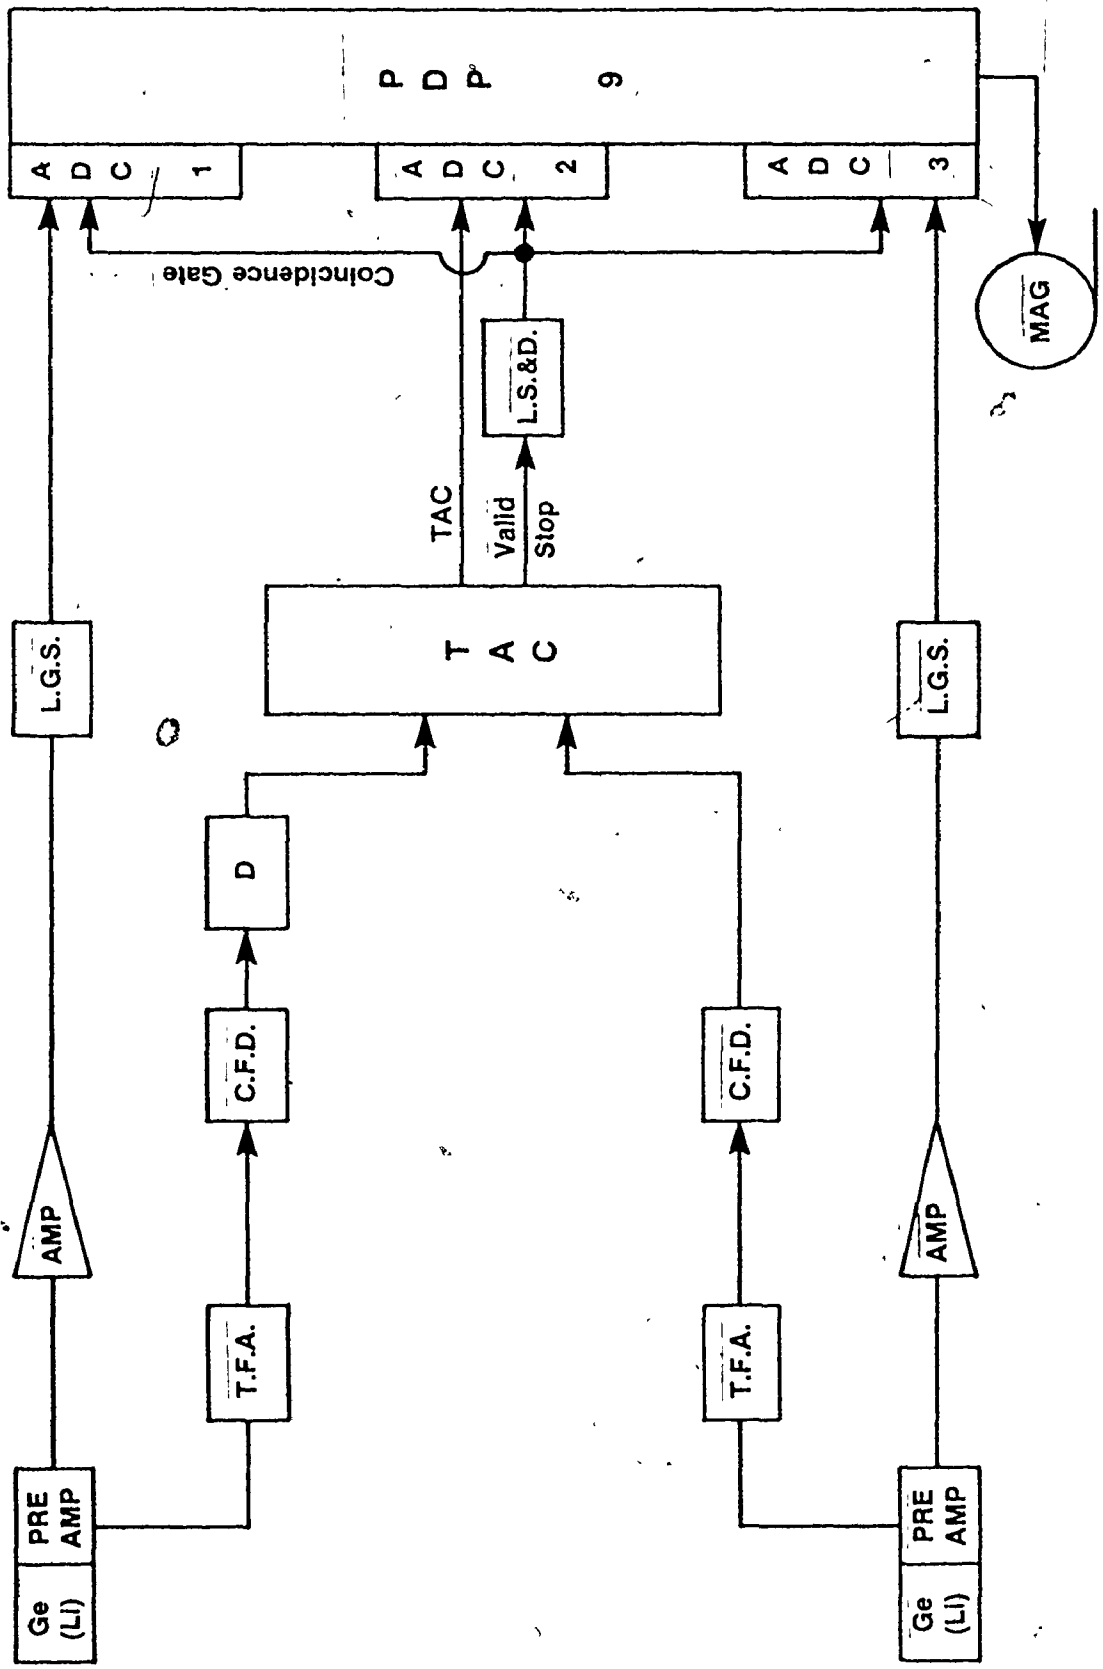 Ge
(Li)
PRE
AMP
AMP
L.G.S.
ADC 1
T.F.A.
C.F.D.
D
Coincidence Gate
TAC
TAC
Valid
Stop
L.S.&D.
ADC 2
PDP 9
T.F.A.
C.F.D.
Ge
(Li)
PRE
AMP
AMP
L.G.S.
ADC 3
MAG